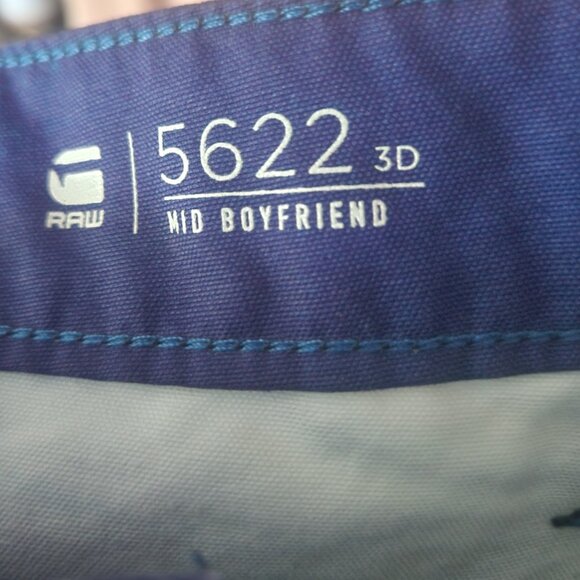 G
RAW
5622 3D
MID BOYFRIEND